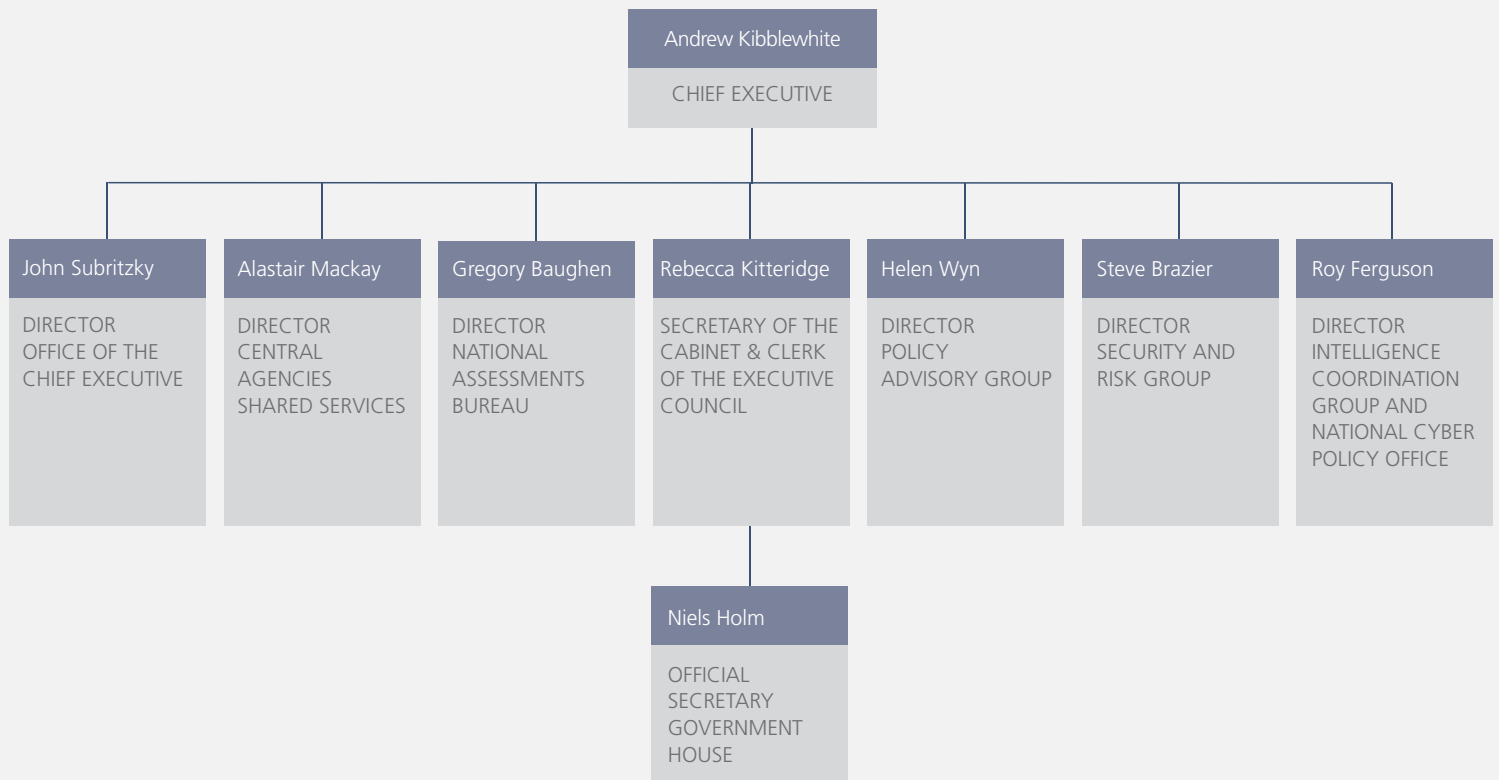 Andrew Kibblewhite
CHIEF EXECUTIVE
John Subritzky
DIRECTOR
OFFICE OF THE
CHIEF EXECUTIVE
Alastair Mackay
DIRECTOR
CENTRAL
AGENCIES
SHARED SERVICES
Gregory Baughen
DIRECTOR
NATIONAL
ASSESSMENTS
BUREAU
Rebecca Kitteridge
SECRETARY OF THE
CABINET & CLERK
OF THE EXECUTIVE
COUNCIL
Helen Wyn
DIRECTOR
POLICY
ADVISORY GROUP
Steve Brazier
DIRECTOR
SECURITY AND
RISK GROUP
Roy Ferguson
DIRECTOR
INTELLIGENCE
COORDINATION
GROUP AND
NATIONAL CYBER
POLICY OFFICE
Niels Holm
OFFICIAL
SECRETARY
GOVERNMENT
HOUSE